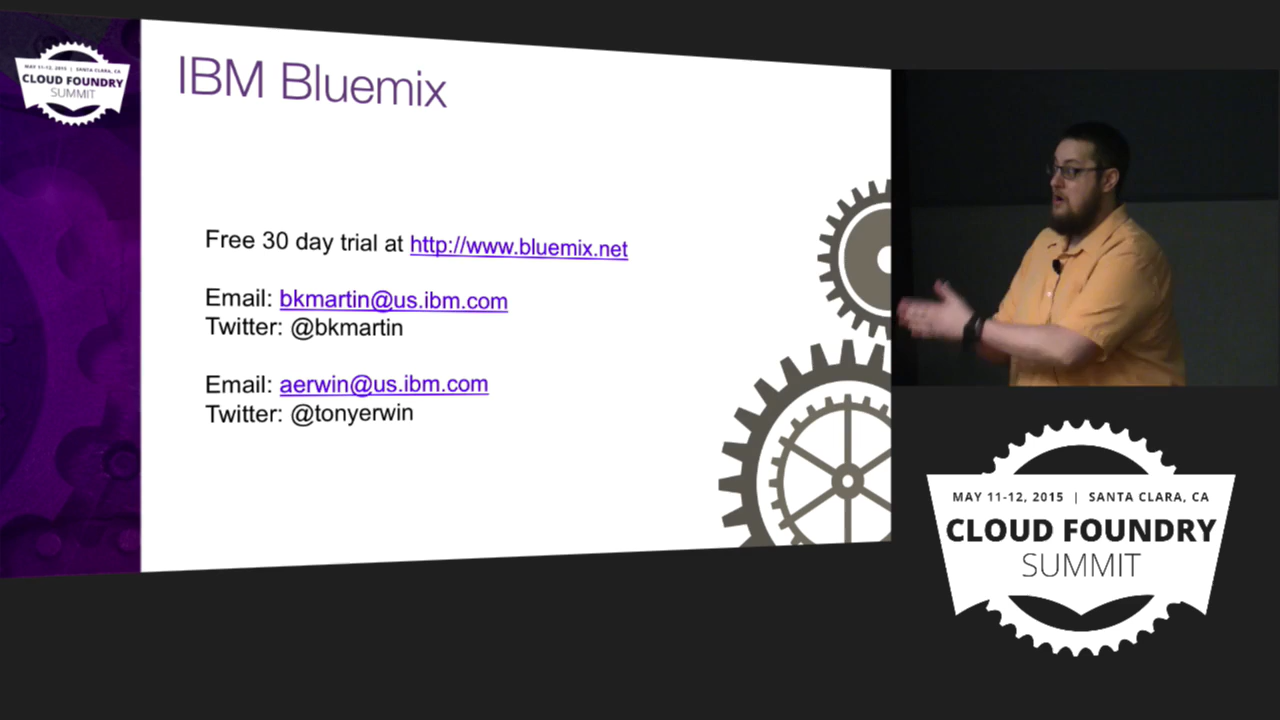 MAY 11-12, 2015 | SANTA CLARA, CA
CLOUD FOUNDRY
SUMMIT
IBM Bluemix
Free 30 day trial at http://www.bluemix.net
Email: bkmartin@us.ibm.com
Twitter: @bkmartin
Email: aerwin@us.ibm.com
Twitter: @tonyerwin
MAY 11-12, 2015 | SANTA CLARA, CA
CLOUD FOUNDRY
SUMMIT